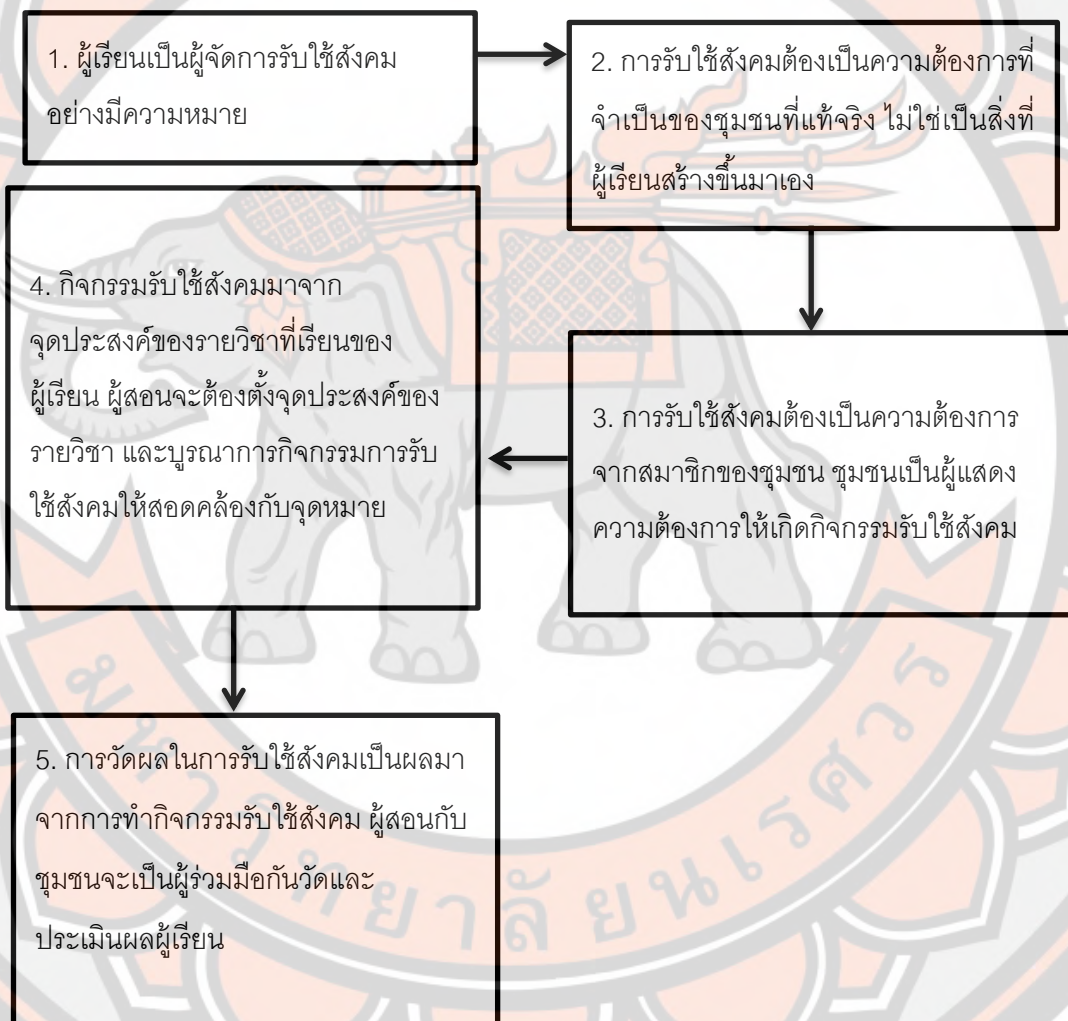 1. ผู้เรียนเป็นผู้จัดการรับใช้สังคม
อย่างมีความหมาย
2. การรับใช้สังคมต้องเป็นความต้องการที่
จำเป็นของชุมชนที่แท้จริง ไม่ใช่เป็นสิ่งที่
ผู้เรียนสร้างขึ้นมาเอง
3. การรับใช้สังคมต้องเป็นความต้องการ
จากสมาชิกของชุมชน ชุมชนเป็นผู้แสดง
ความต้องการให้เกิดกิจกรรมรับใช้สังคม
4. กิจกรรมรับใช้สังคมมาจาก
จุดประสงค์ของรายวิชาที่เรียนของ
ผู้เรียน ผู้สอนจะต้องตั้งจุดประสงค์ของ
รายวิชา และบูรณาการกิจกรรมการรับ
ใช้สังคมให้สอดคล้องกับจุดหมาย
5. การวัดผลในการรับใช้สังคมเป็นผลมา
จากการทำกิจกรรมรับใช้สังคม ผู้สอนกับ
ชุมชนจะเป็นผู้ร่วมมือกันวัดและ
ประเมินผลผู้เรียน
มหาวิทยาลัยนเรศวร